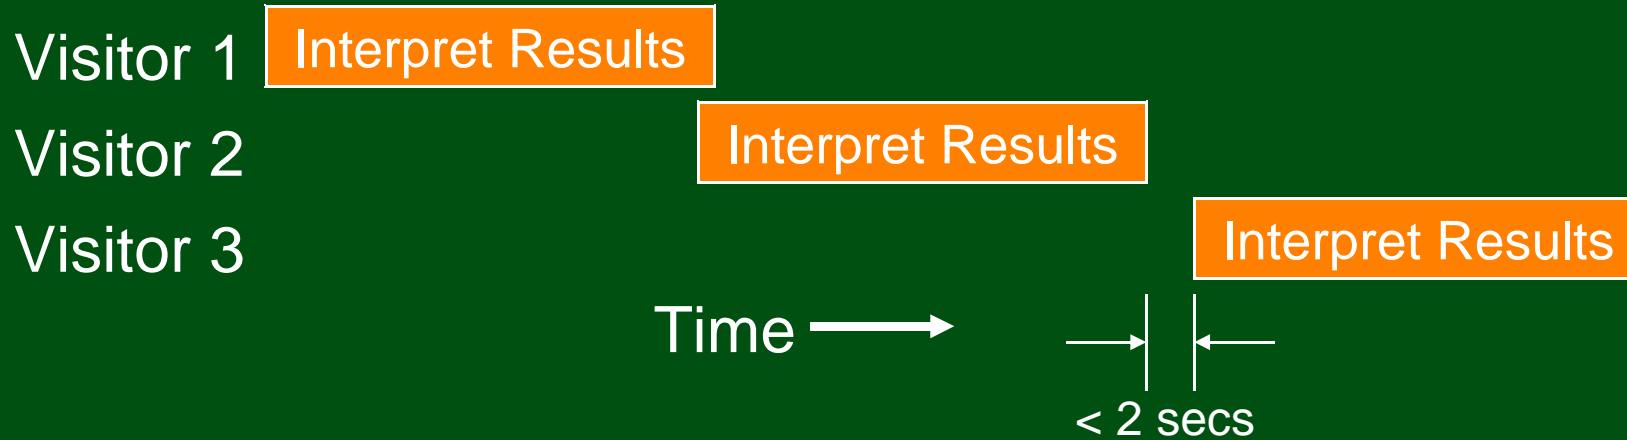 Visitor 1 Interpret Results
Visitor 2 Interpret Results
Visitor 3 Interpret Results
Time
< 2 secs